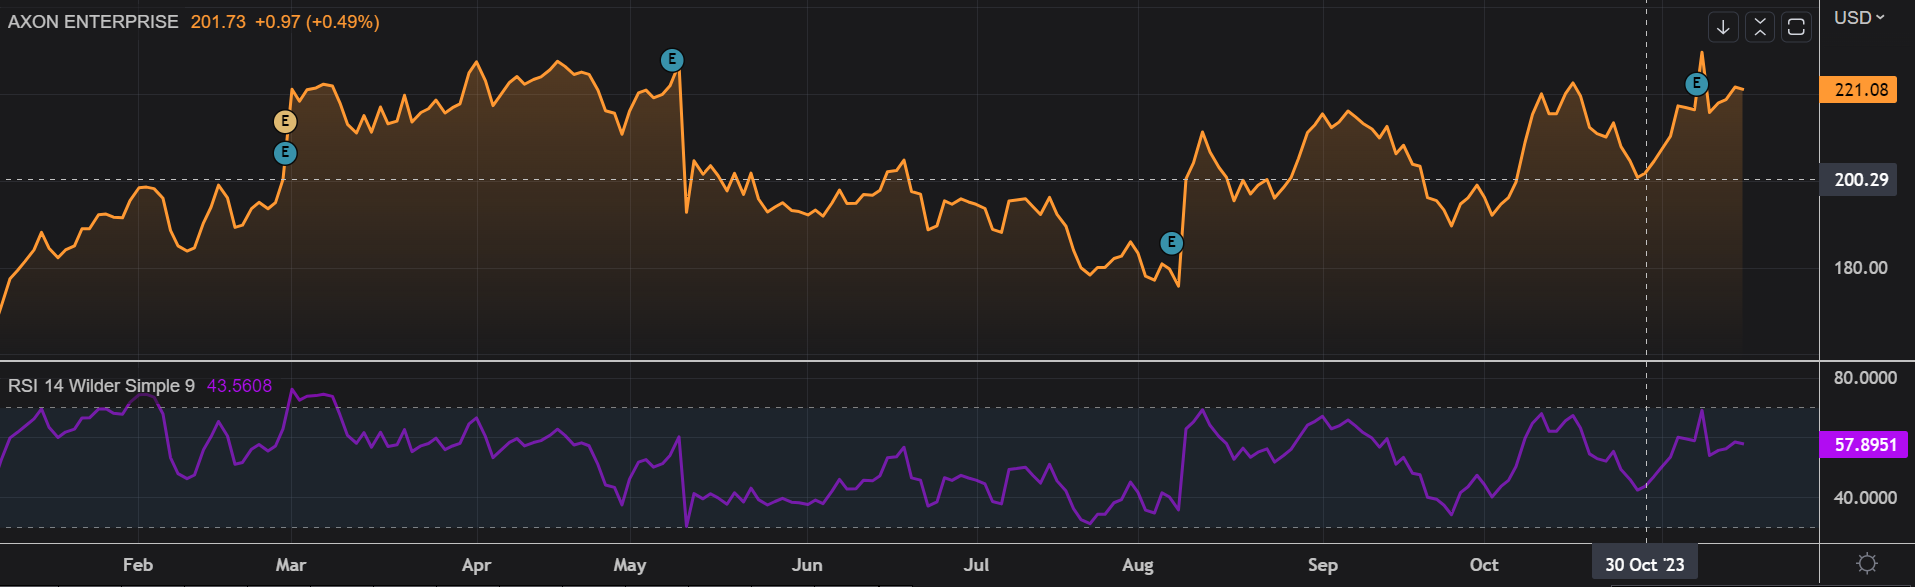 AXON ENTERPRISE 201.73 +0.97 (+0.49%)
USD
E
E
E
E
E
221.08
200.29
180.00
RSI 14 Wilder Simple 9 43.5608
80.0000
57.8951
40.0000
Feb Mar Apr May Jun Jul Aug Sep Oct 30 Oct '23